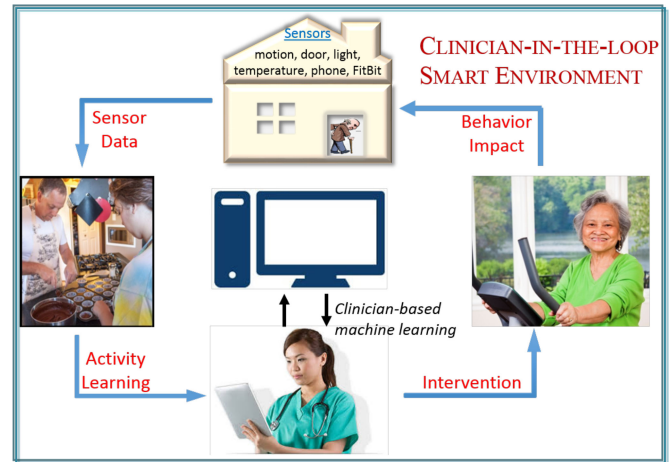 CLINICIAN-IN-THE-LOOP
SMART ENVIRONMENT
Sensors
motion, door, light,
temperature, phone, FitBit
Sensor
Data
Behavior
Impact
Clinician-based
machine learning
Activity
Learning
Intervention